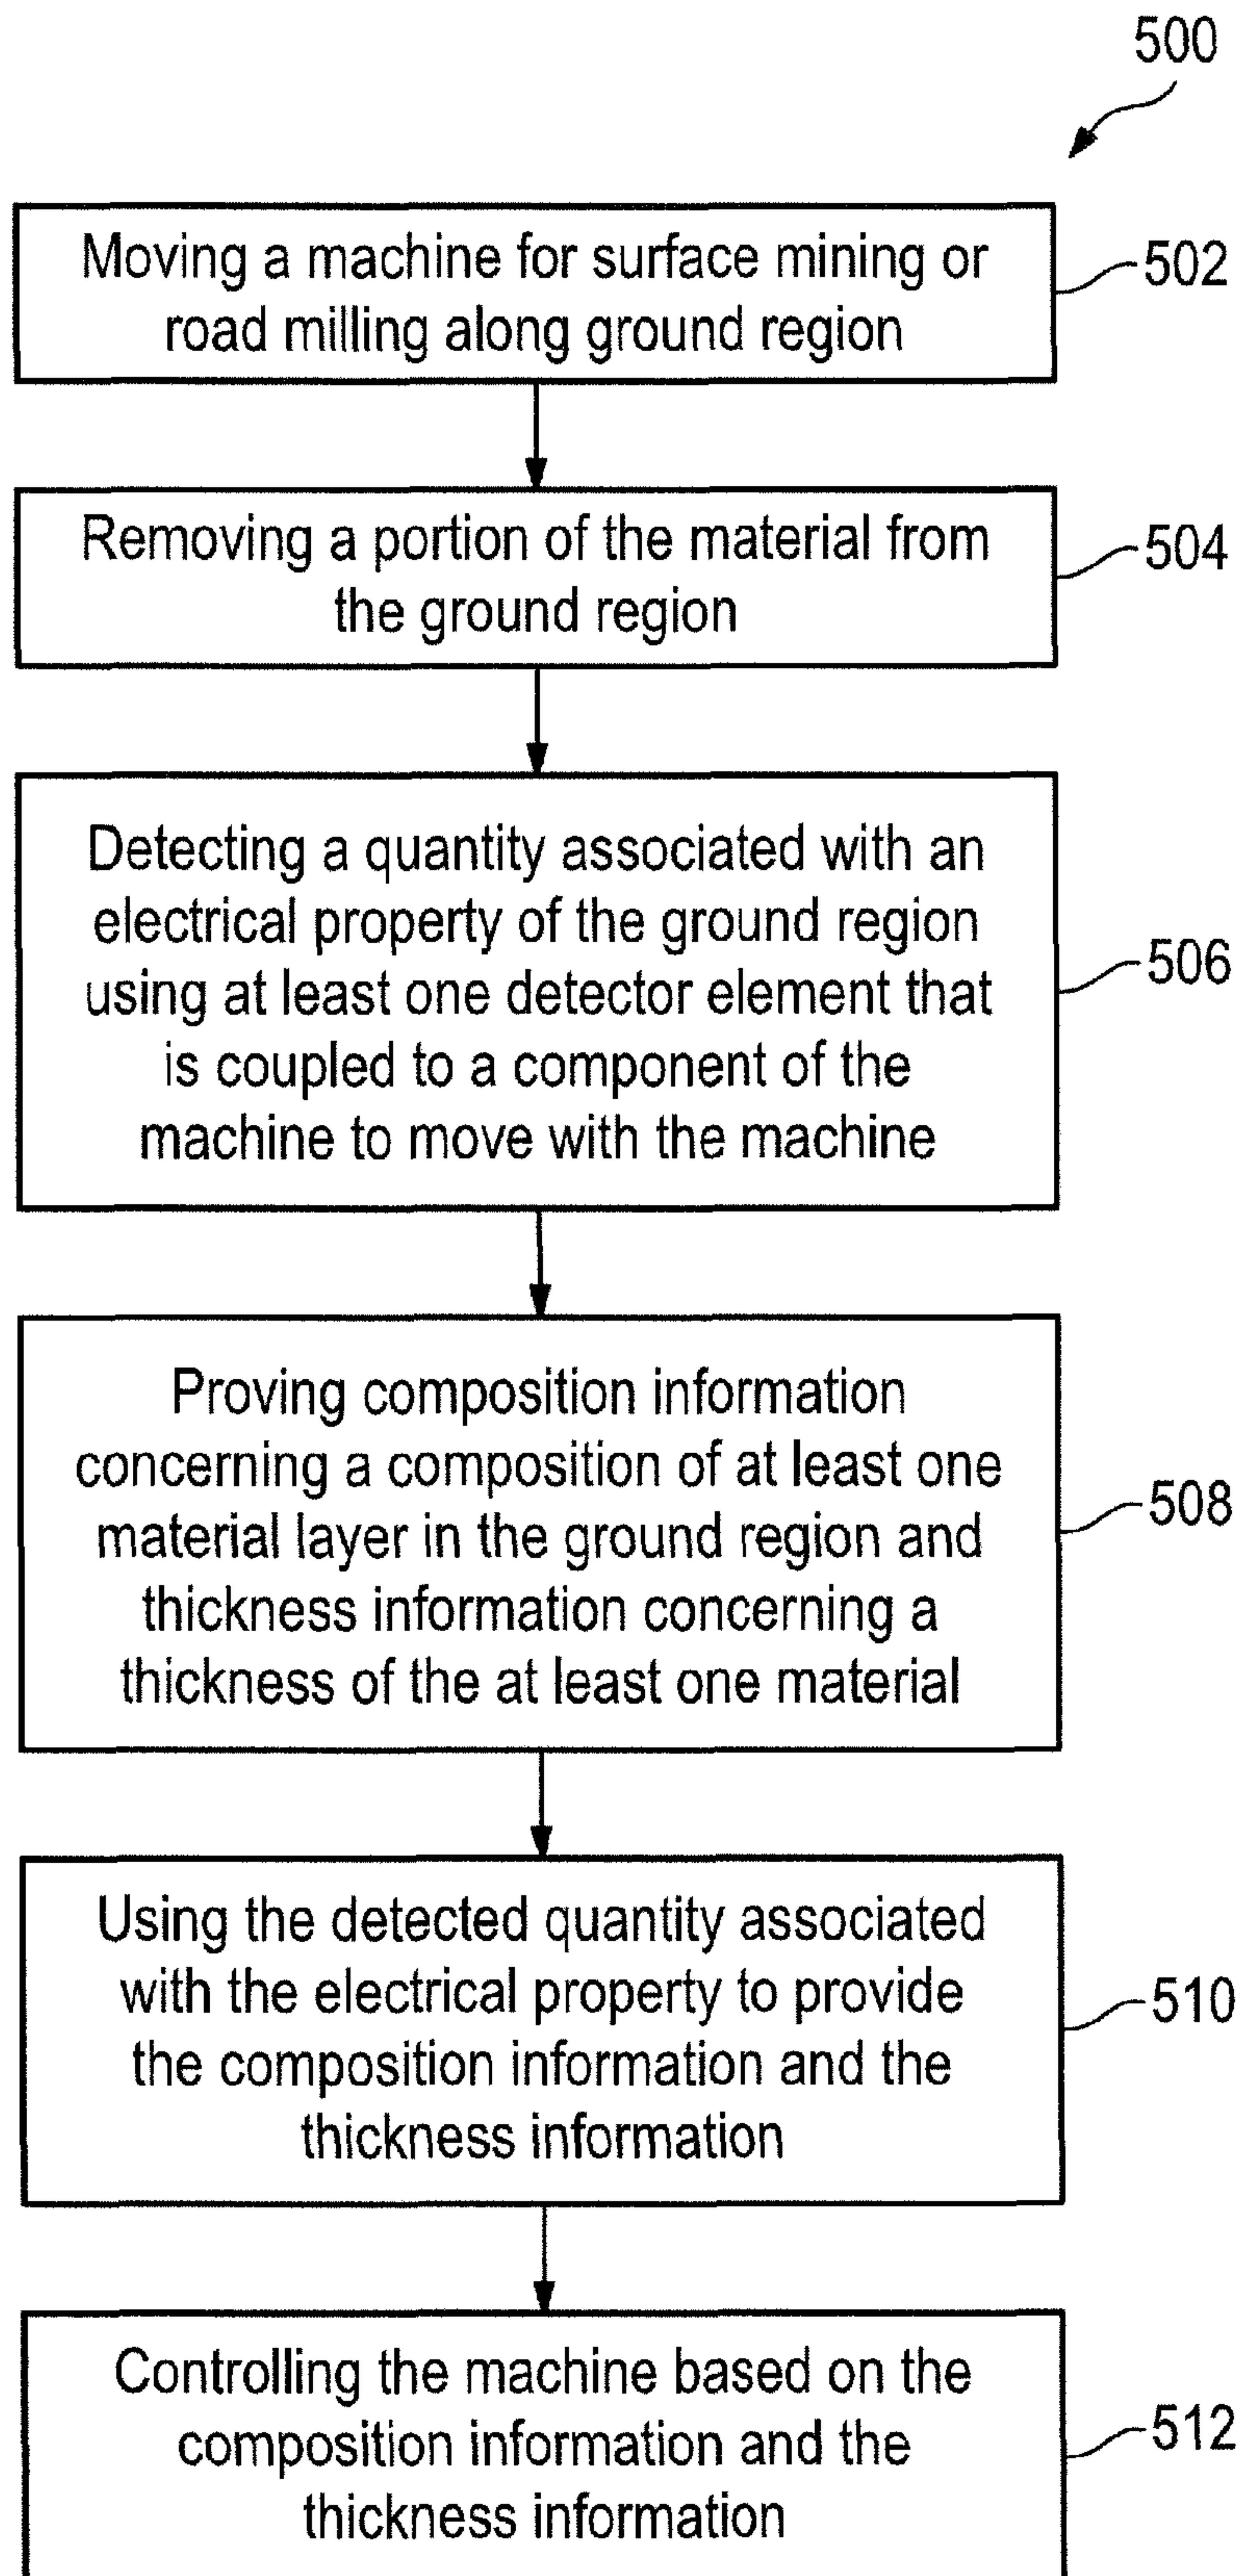 500
Moving a machine for surface mining or
road milling along ground region
502
Removing a portion of the material from
the ground region
504
Detecting a quantity associated with an
electrical property of the ground region
using at least one detector element that
is coupled to a component of the
machine to move with the machine
506
Proving composition information
concerning a composition of at least one
material layer in the ground region and
thickness information concerning a
thickness of the at least one material
508
Using the detected quantity associated
with the electrical property to provide
the composition information and the
thickness information
510
Controlling the machine based on the
composition information and the
thickness information
512